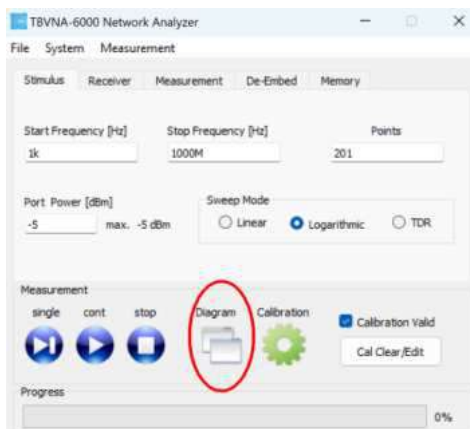 TBVNA-6000 Network Analyzer
File System Measurement
Stimulus Receiver Measurement De-Embed Memory
Start Frequency [Hz] Stop Frequency [Hz] Points
1k 1000M 201
Port Power [dBm] Sweep Mode
-5 max. -5 dBm Linear Logarithmic TDR
Measurement
single cont stop Diagram Calibration
Calibration Valid
Cal Clear/Edit
Progress
0%